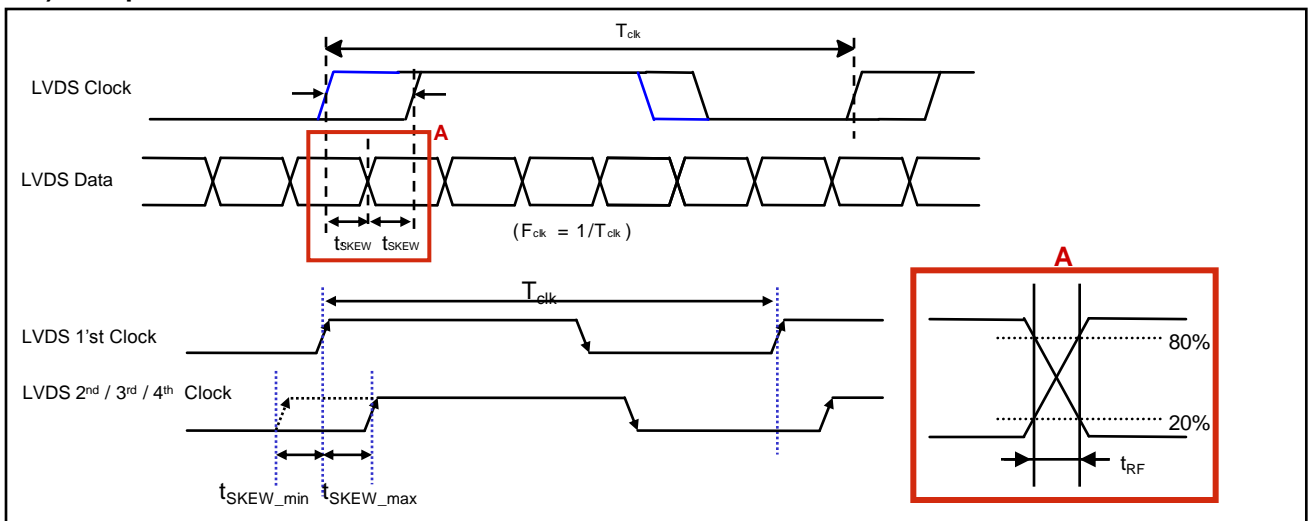 T clk
LVDS Clock
A
LVDS Data
tSKEW tSKEW
(Fclk = 1/Tclk)
A
Tclk
LVDS 1'st Clock
80%
LVDS 2nd / 3rd / 4th Clock
20%
tRF
tSKEW_min tSKEW_max